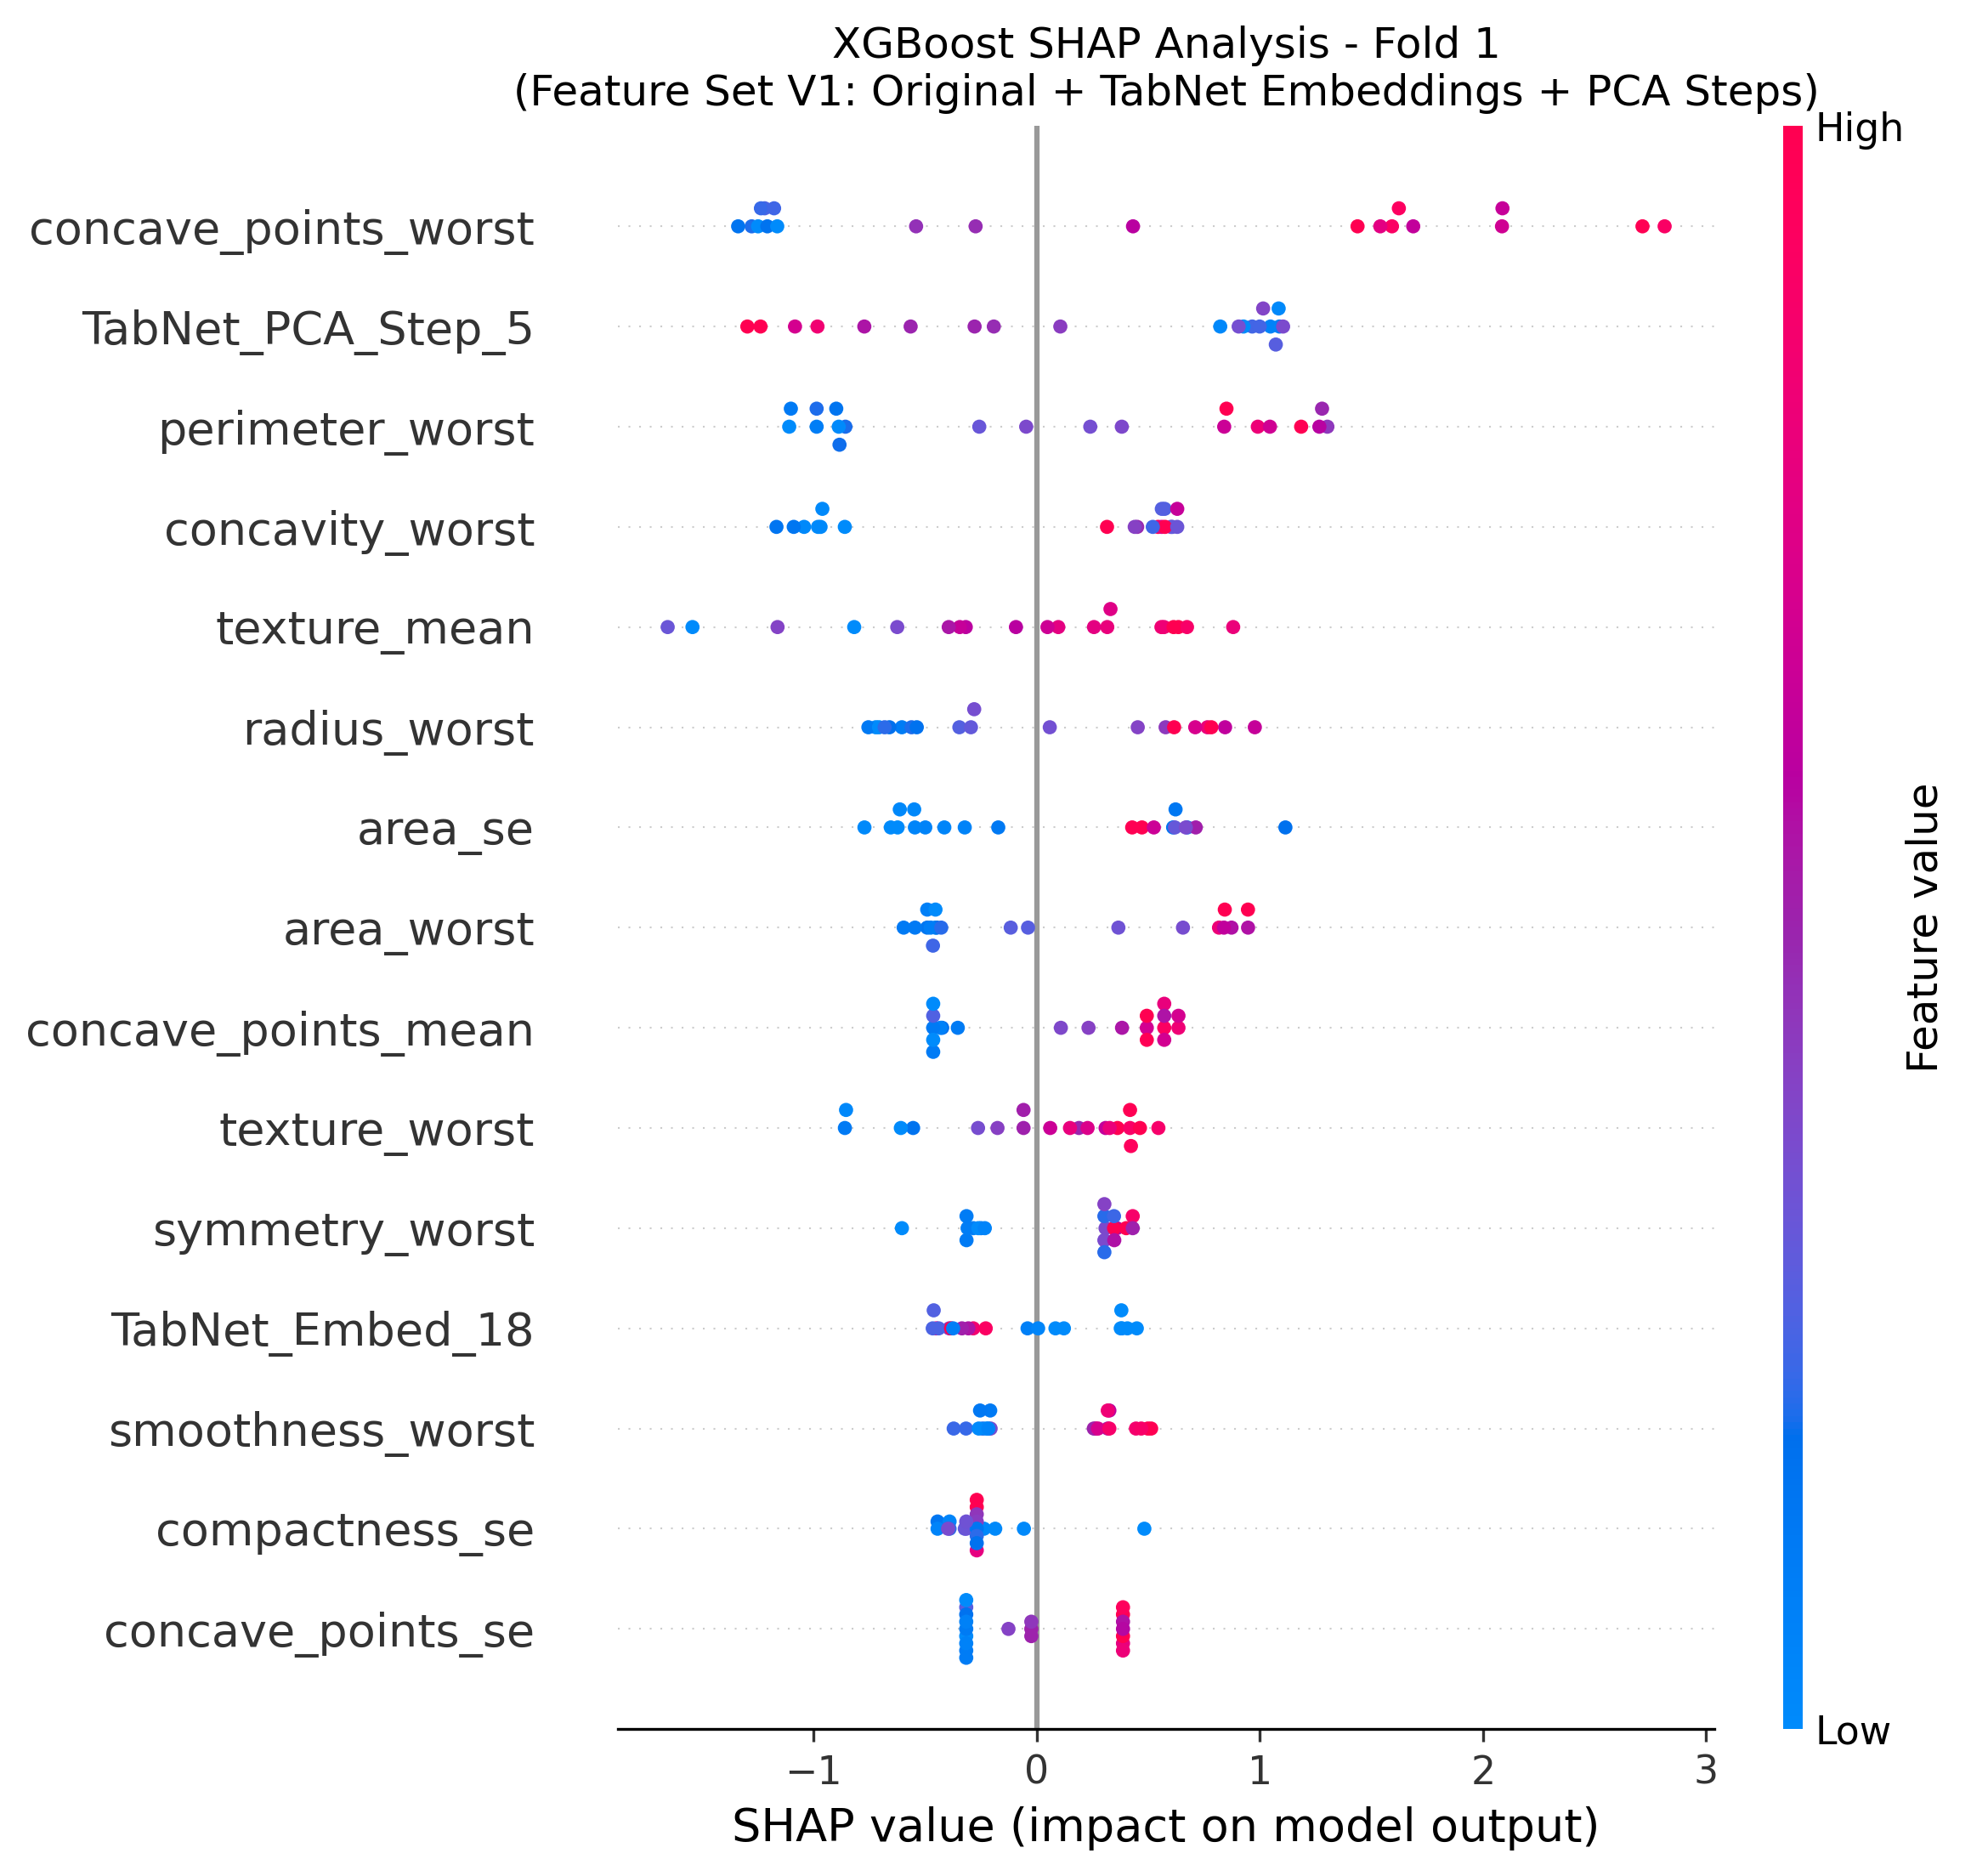 XGBoost SHAP Analysis - Fold 1
(Feature Set V1: Original + TabNet Embeddings + PCA Steps)
High
concave_points_worst
TabNet_PCA_Step_5
perimeter_worst
concavity_worst
texture_mean
radius_worst
area_se
area_worst
concave_points_mean
texture_worst
symmetry_worst
TabNet_Embed_18
smoothness_worst
compactness_se
concave_points_se
Feature value
Low
−1 0 1 2 3
SHAP value (impact on model output)